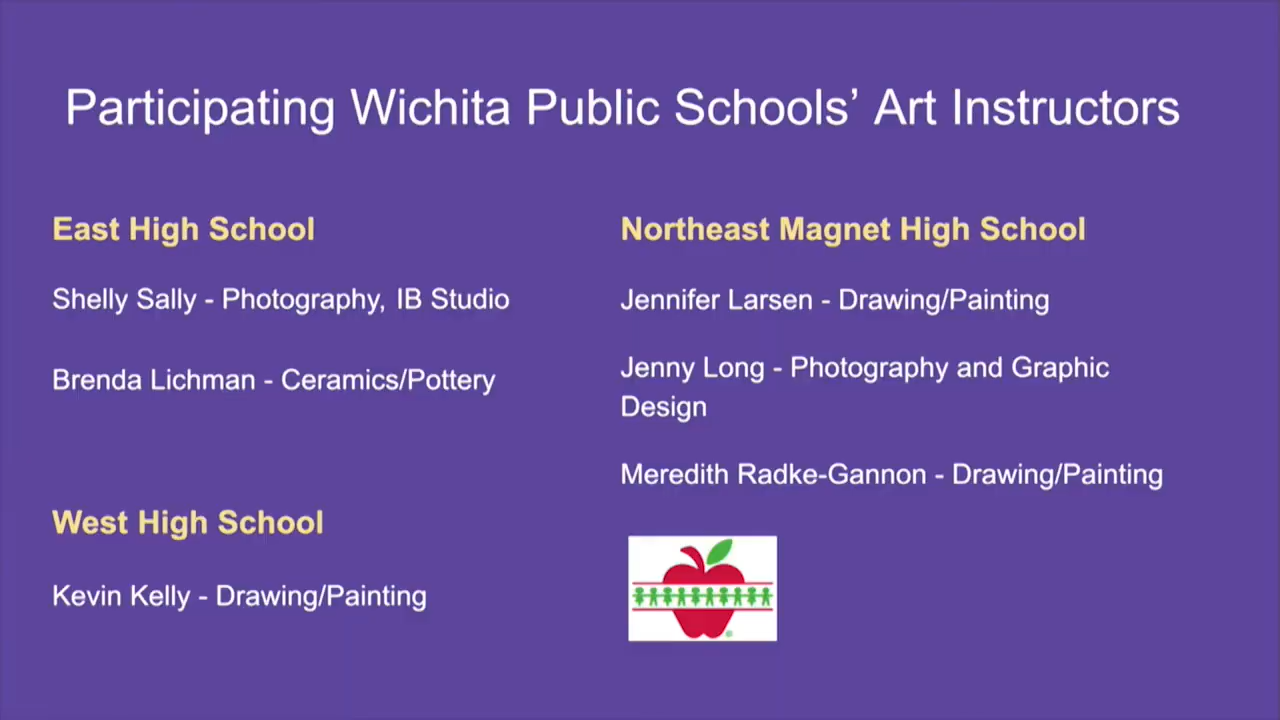 Participating Wichita Public Schools’ Art Instructors
East High School
Shelly Sally - Photography, IB Studio
Brenda Lichman - Ceramics/Pottery
West High School
Kevin Kelly - Drawing/Painting
Northeast Magnet High School
Jennifer Larsen - Drawing/Painting
Jenny Long - Photography and Graphic
Design
Meredith Radke-Gannon - Drawing/Painting